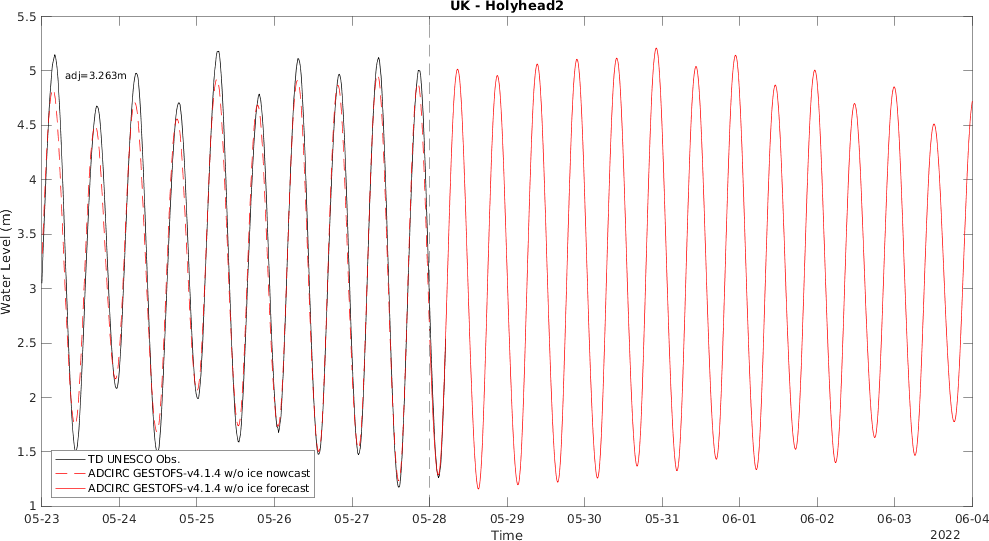 UK - Holyhead2
5.5
5
4.5
4
3.5
3
2.5
2
1.5
1
Water Level (m)
adj=3.263m
TD UNESCO Obs.
ADCIRC GESTOFS-v4.1.4 w/o ice nowcast
ADCIRC GESTOFS-v4.1.4 w/o ice forecast
05-23 05-24 05-25 05-26 05-27 05-28 05-29 05-30 05-31 06-01 06-02 06-03 06-04
Time
2022